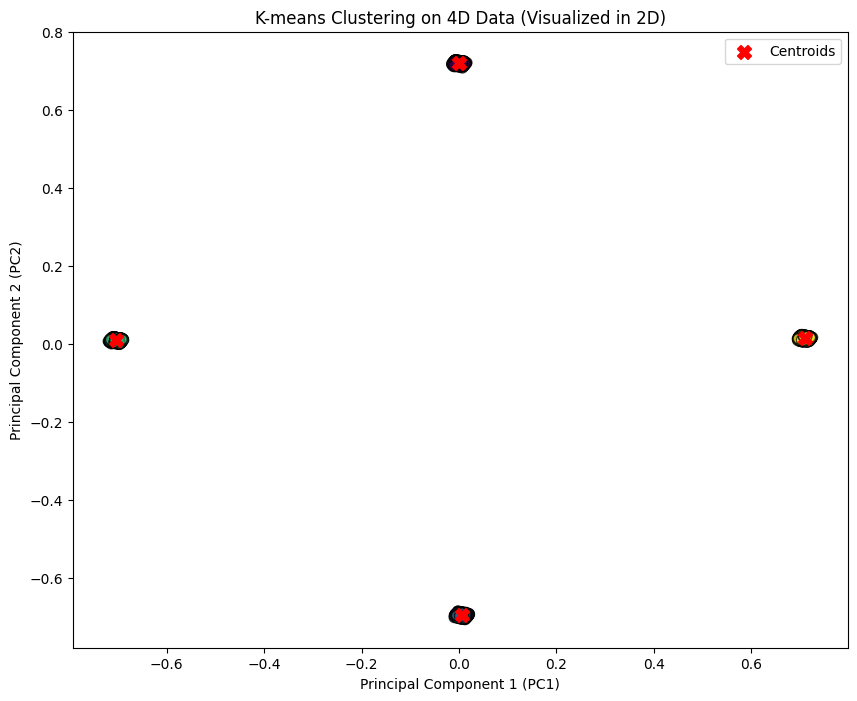 K-means Clustering on 4D Data (Visualized in 2D)
Centroids
Principal Component 2 (PC2)
0.8
0.6
0.4
0.2
0.0
−0.2
−0.4
−0.6
−0.6 −0.4 −0.2 0.0 0.2 0.4 0.6
Principal Component 1 (PC1)